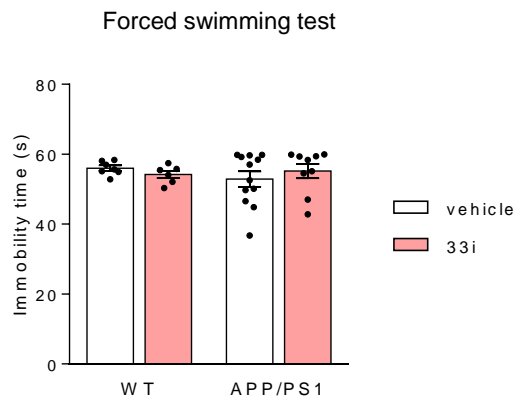 Forced swimming test
Immobility time (s)
80
60
40
20
0
WT
APP/PS1
vehicle
33i